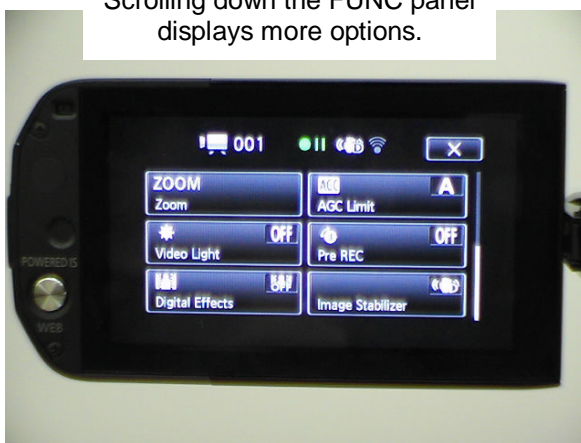 Scrolling down the FUNC panel
displays more options.
001
X
ZOOM
Zoom
AGC
A
AGC Limit
OFF
Video Light
OFF
Pre REC
OFF
Digital Effects
Image Stabilizer
POWERED IS
WEB